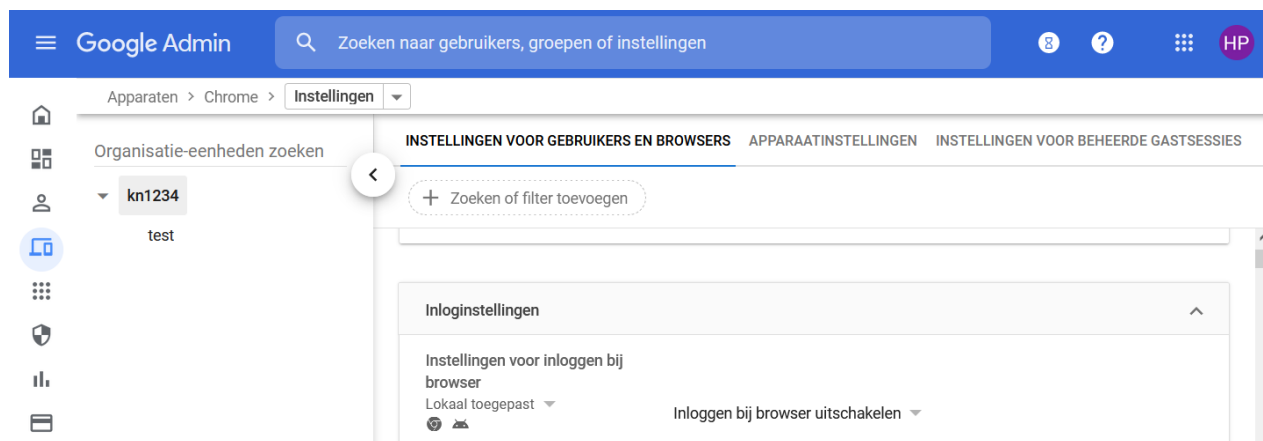 Google Admin
Zoeken naar gebruikers, groepen of instellingen
8
?
HP
Apparaten > Chrome > Instellingen
Organisatie-eenheden zoeken
kn1234
test
INSTELLINGEN VOOR GEBRUIKERS EN BROWSERS APPARAATINSTELLINGEN INSTELLINGEN VOOR BEHEERDE GASTSESSIES
+ Zoeken of filter toevoegen
Inloginstellingen
Instellingen voor inloggen bij
browser
Lokaal toegepast
Inloggen bij browser uitschakelen